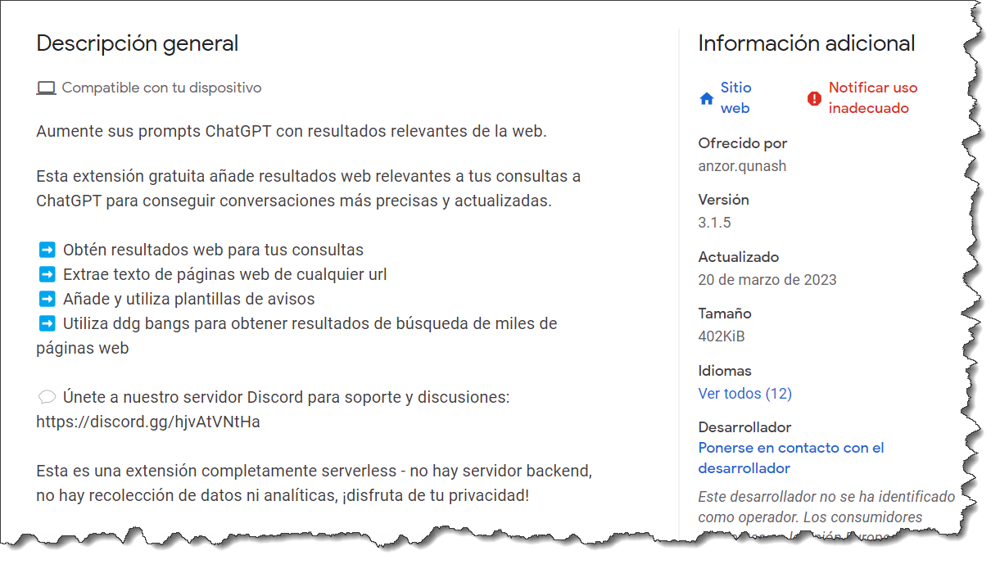 Descripción general
Compatible con tu dispositivo
Aumente sus prompts ChatGPT con resultados relevantes de la web.
Esta extensión gratuita añade resultados web relevantes a tus consultas a
ChatGPT para conseguir conversaciones más precisas y actualizadas.
Obtén resultados web para tus consultas
Extrae texto de páginas web de cualquier url
Añade y utiliza plantillas de avisos
Utiliza ddg bangs para obtener resultados de búsqueda de miles de
páginas web
Únete a nuestro servidor Discord para soporte y discusiones:
https://discord.gg/hjvAtVNtHa
Esta es una extensión completamente serverless - no hay servidor backend,
no hay recolección de datos ni analíticas, ¡disfruta de tu privacidad!
Información adicional
Sitio
web
Notificar uso
inadecuado
Ofrecido por
anzor.qunash
Versión
3.1.5
Actualizado
20 de marzo de 2023
Tamaño
402KiB
Idiomas
Ver todos (12)
Desarrollador
Ponerse en contacto con el
desarrollador
Este desarrollador no se ha identificado
como operador. Los consumidores